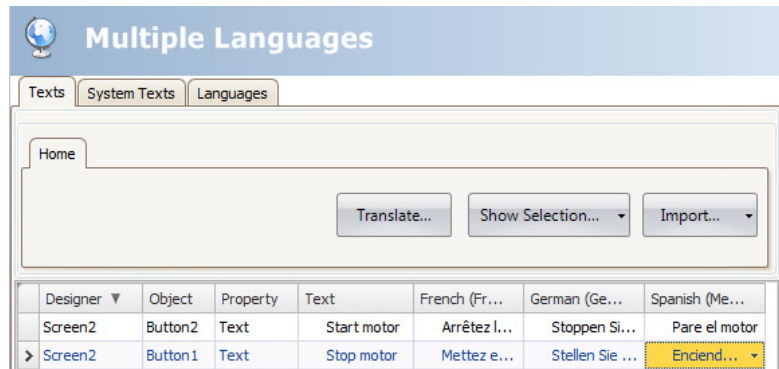 Multiple Languages
Texts System Texts Languages
Home
Translate... Show Selection... Import...
Designer Object Property Text French (Fr... German (Ge... Spanish (Me...
Screen2 Button2 Text Start motor Arrêtez l... Stoppen Si... Pare el motor
Screen2 Button1 Text Stop motor Mettez e... Stellen Sie ... Enciend...